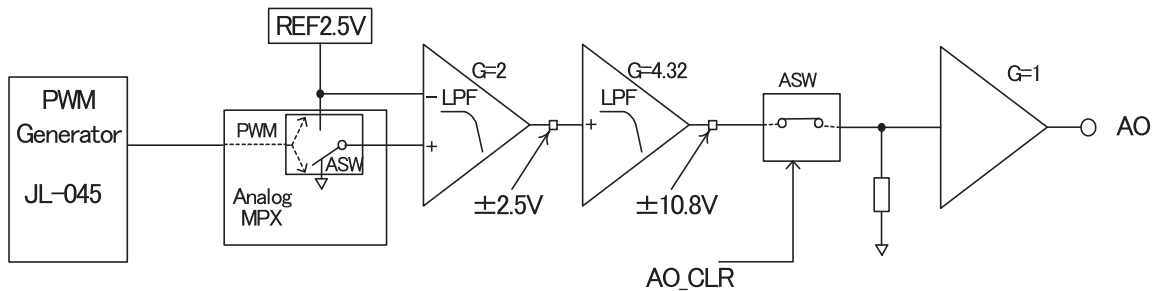 REF2.5V
PWM
Generator
JL-045
PWM
ASW
Analog
MPX
G=2
LPF
−
+
±2.5V
G=4.32
LPF
+
±10.8V
ASW
AO_CLR
G=1
AO